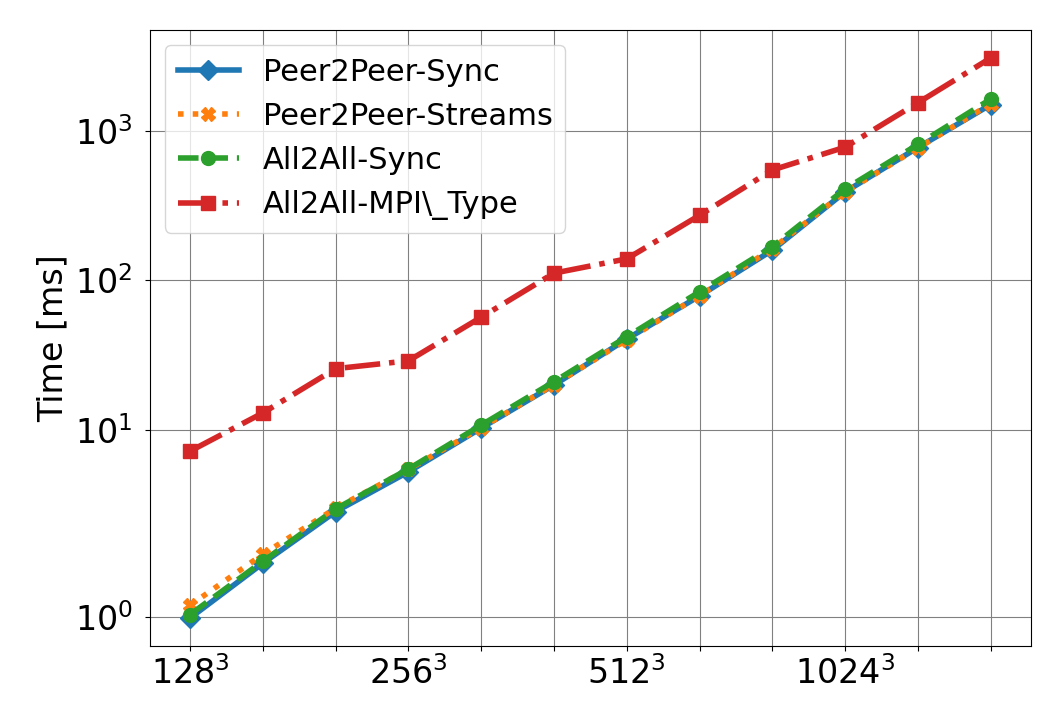 Peer2Peer-Sync
Peer2Peer-Streams
All2All-Sync
All2All-MPI\_Type
Time [ms]
10³
10²
10¹
10⁰
128³ 256³ 512³ 1024³